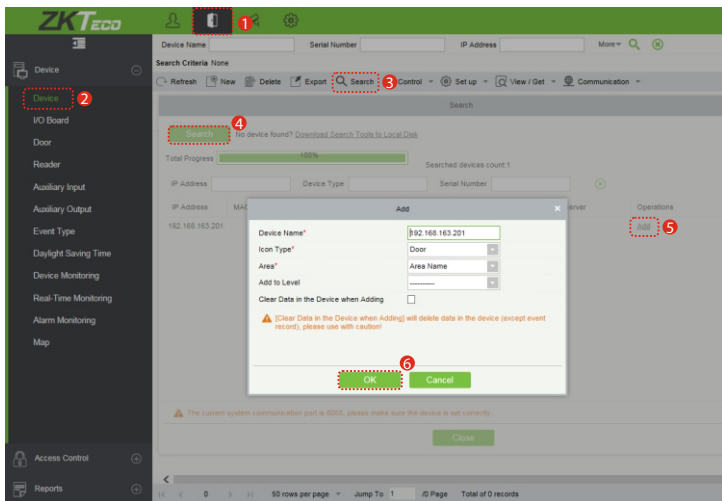 ZKTeco
1
Device Name Serial Number IP Address More
Search Criteria None
Device
Refresh New Delete Export Search 3 Control Set up View / Get Communication
Device 2
Search
I/O Board
4
Search No device found? Download Search Tools to Local Disk
Door
Total Progress 100% Searched devices count:1
Reader
IP Address Device Type Serial Number
Auxiliary Input
Auxiliary Output
IP Address Add × Operations
192.168.163.201 Add 5
Event Type
Device Name* 192.168.163.201
Daylight Saving Time
Icon Type* Door
Area* Area Name
Device Monitoring
Add to Level ----------
Real-Time Monitoring
Clear Data in the Device when Adding
Alarm Monitoring
[Clear Data in the Device when Adding] will delete data in the device (except event
record), please use with caution!
Map
6
OK Cancel
The current system communication port is 8088, please make sure the device is set correctly.
Close
Access Control
Reports
0 50 rows per page Jump To 1 /0 Page Total of 0 records